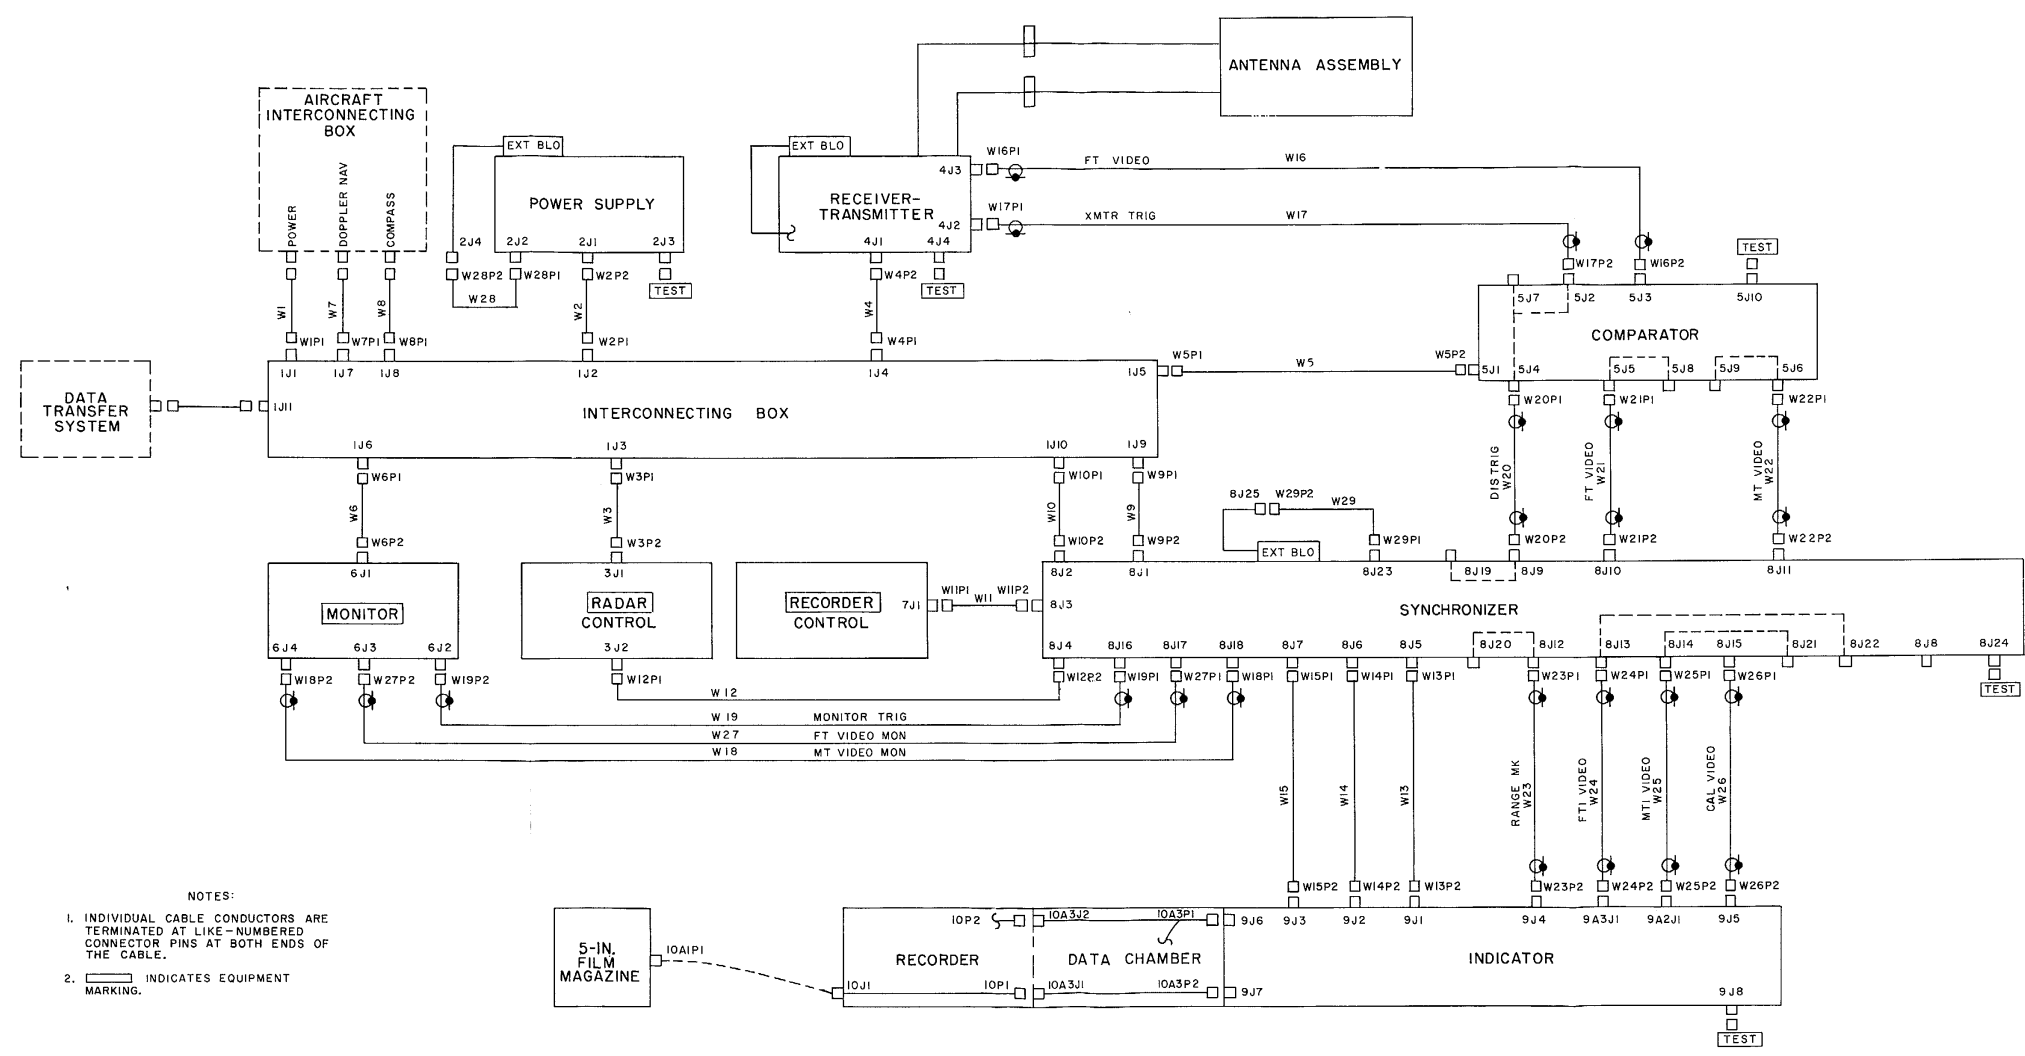 ANTENNA ASSEMBLY
AIRCRAFT
INTERCONNECTING
BOX
POWER
DOPPLER NAV
COMPASS
EXT BLO
POWER SUPPLY
2J4
2J2
2J1
2J3
W28P2
W28P1
W28
W2P2
TEST
EXT BLO
RECEIVER-
TRANSMITTER
4J3
4J2
4J1
4J4
W4P2
TEST
W16P1
FT VIDEO
W16
W17P1
XMTR TRIG
W17
W17P2
W16P2
TEST
5J7
5J2
5J3
5J10
COMPARATOR
W5P1
W5
W5P2
5J1
5J4
5J5
5J8
5J9
5J6
W1
W7
W8
W2
W4
W1P1
W7P1
W8P1
W2P1
W4P1
1J1
1J7
1J8
1J2
1J4
1J5
DATA
TRANSFER
SYSTEM
1J11
INTERCONNECTING BOX
1J6
1J3
1J10
1J9
W6P1
W3P1
W10P1
W9P1
W6
W3
W10
W9
W6P2
W3P2
W10P2
W9P2
W20P1
W21P1
W22P1
DIS TRIG
W20
FT VIDEO
W21
MT VIDEO
W22
8J25
W29P2
W29
EXT BLO
W29P1
W20P2
W21P2
W22P2
6J1
MONITOR
6J4
6J3
6J2
3J1
RADAR
CONTROL
3J2
RECORDER
CONTROL
7J1
W11P1
W11
W11P2
8J2
8J1
8J23
8J19
8J9
8J10
8J11
8J3
SYNCHRONIZER
8J4
8J16
8J17
8J18
8J7
8J6
8J5
8J20
8J12
8J13
8J14
8J15
8J21
8J22
8J8
8J24
W18P2
W27P2
W19P2
W12P1
W12P2
W19P1
W27P1
W18P1
W15P1
W14P1
W13P1
W23P1
W24P1
W25P1
W26P1
TEST
W12
W19
MONITOR TRIG
W27
FT VIDEO MON
W18
MT VIDEO MON
W15
W14
W13
RANGE MK
W23
FTI VIDEO
W24
MTI VIDEO
W25
CAL VIDEO
W26
W15P2
W14P2
W13P2
W23P2
W24P2
W25P2
W26P2
NOTES:
1. INDIVIDUAL CABLE CONDUCTORS ARE
TERMINATED AT LIKE-NUMBERED
CONNECTOR PINS AT BOTH ENDS OF
THE CABLE.
2. INDICATES EQUIPMENT
MARKING.
5-IN.
FILM
MAGAZINE
10A1P1
10P2
10A3J2
10A3P1
9J6
9J3
9J2
9J1
9J4
9A3J1
9A2J1
9J5
RECORDER
DATA CHAMBER
INDICATOR
10J1
10P1
10A3J1
10A3P2
9J7
9J8
TEST